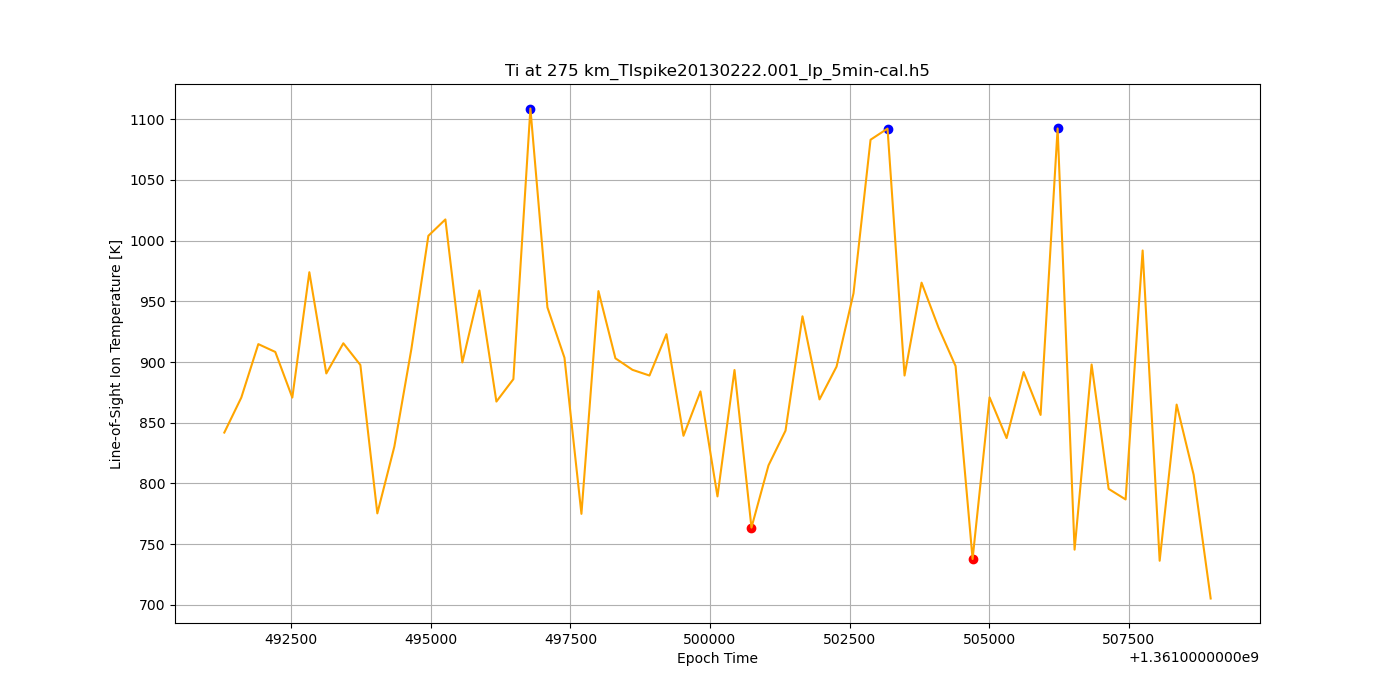 Ti at 275 km_TIspike20130222.001_lp_5min-cal.h5
1100
1050
1000
950
900
850
800
750
700
Line-of-Sight Ion Temperature [K]
492500 495000 497500 500000 502500 505000 507500
Epoch Time
+1.3610000000e9